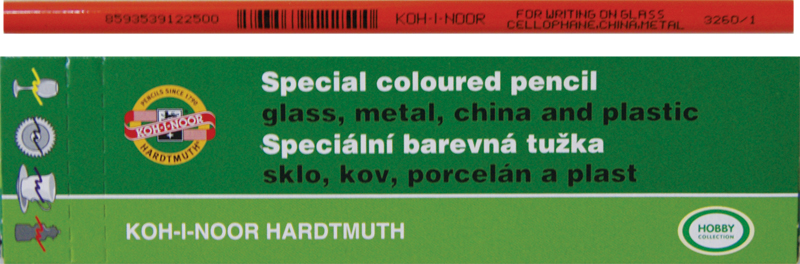 8593539122500 KOH-I-NOOR FOR WRITING ON GLASS
CELLOPHANE,CHINA,METAL 3260/1
Special coloured pencil
glass, metal, china and plastic
Speciální barevná tužka
sklo, kov, porcelán a plast
PENCILS SINCE 1790
KOH-I-NOOR
HARDTMUTH
KOH-I-NOOR HARDTMUTH
HOBBY
COLLECTION